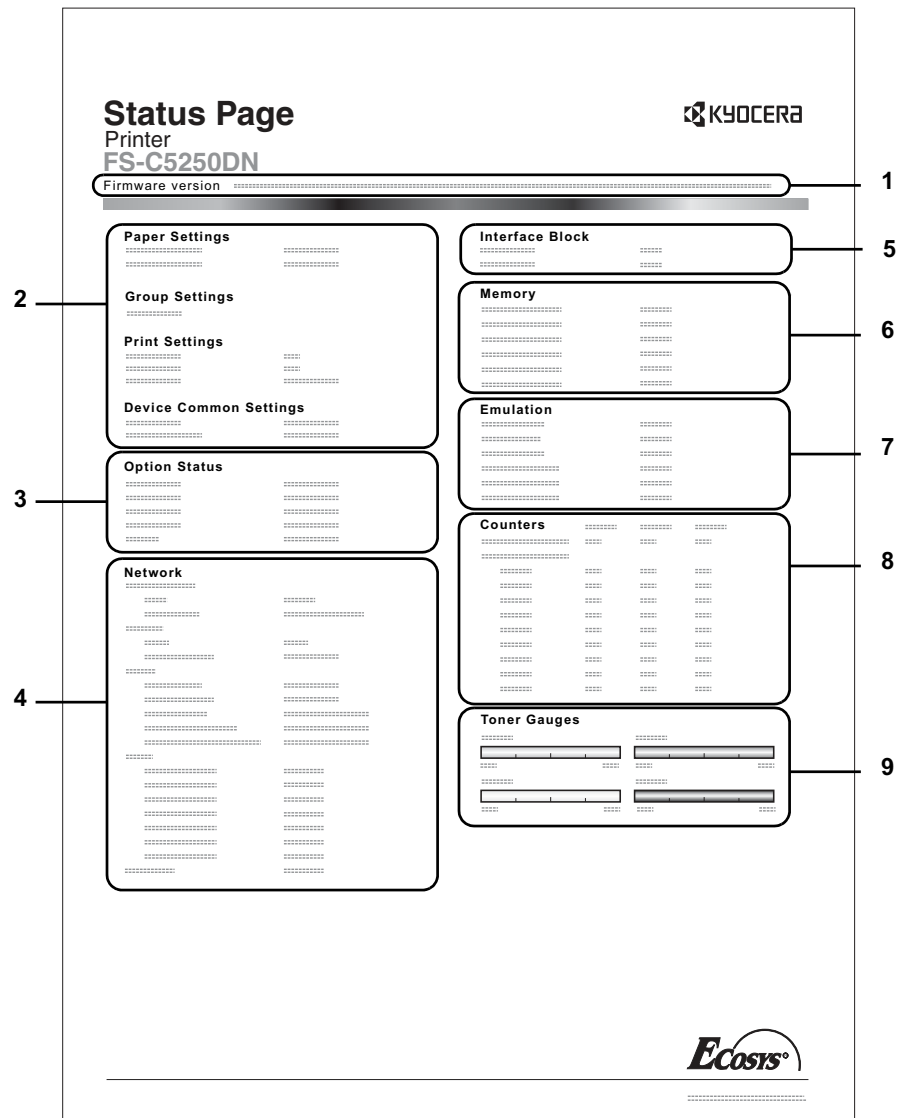 Status Page
KYOCERA
Printer
FS-C5250DN
Firmware version
1
Paper Settings
Group Settings
Print Settings
Device Common Settings
2
Option Status
3
Network
4
Interface Block
5
Memory
6
Emulation
7
Counters
8
Toner Gauges
9
ECOSYS